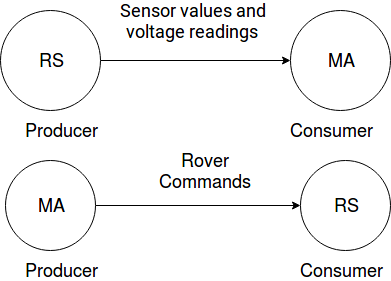 Sensor values and
voltage readings
RS
MA
Producer
Consumer
Rover
Commands
MA
RS
Producer
Consumer